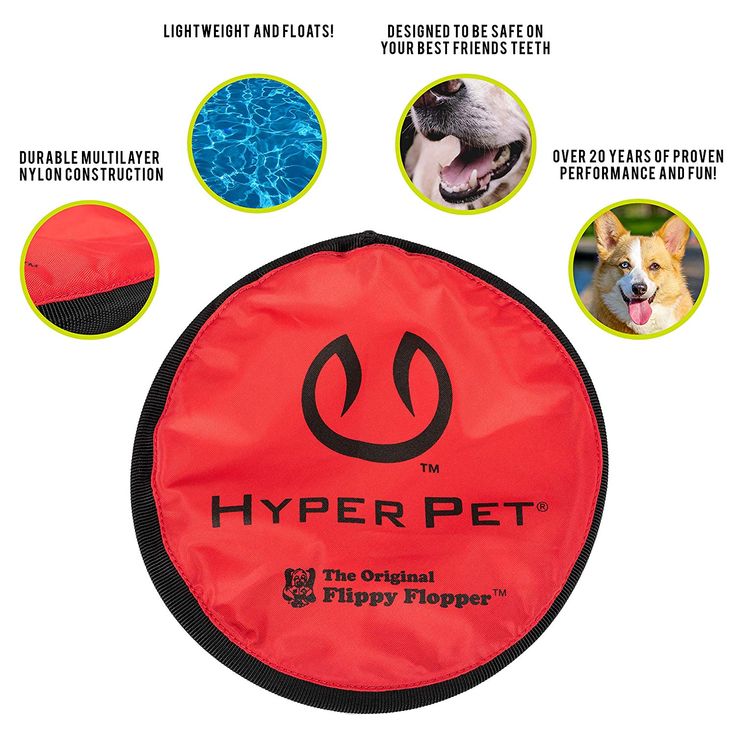 LIGHTWEIGHT AND FLOATS!
DESIGNED TO BE SAFE ON
YOUR BEST FRIENDS TEETH
DURABLE MULTILAYER
NYLON CONSTRUCTION
OVER 20 YEARS OF PROVEN
PERFORMANCE AND FUN!
TM
TM
HYPER PET®
The Original
Flippy Flopper™